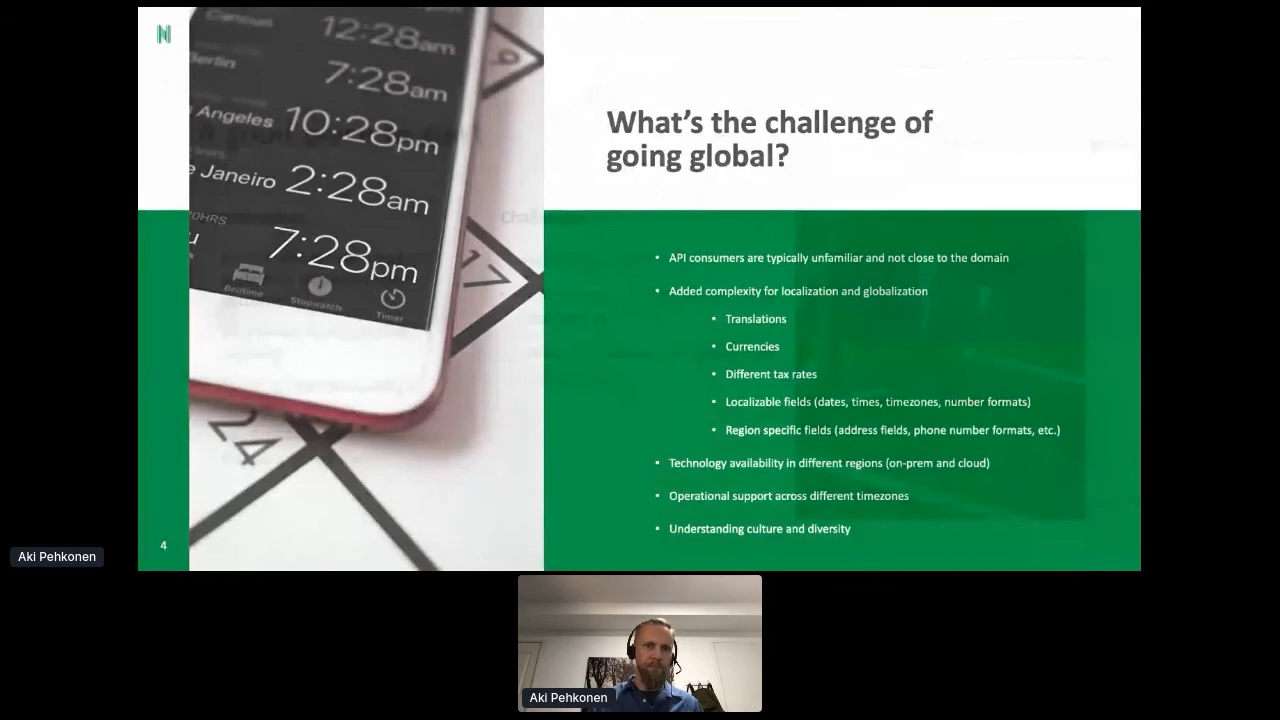 What's the challenge of
going global?
• API consumers are typically unfamiliar and not close to the domain
• Added complexity for localization and globalization
• Translations
• Currencies
• Different tax rates
• Localizable fields (dates, times, timezones, number formats)
• Region specific fields (address fields, phone number formats, etc.)
• Technology availability in different regions (on-prem and cloud)
• Operational support across different timezones
• Understanding culture and diversity
12:28am
Berlin 7:28am
Angeles 10:28pm
Janeiro 2:28am
7:28pm
Bedtime
Stopwatch
Timer
9
17
24
4
Aki Pehkonen
Aki Pehkonen